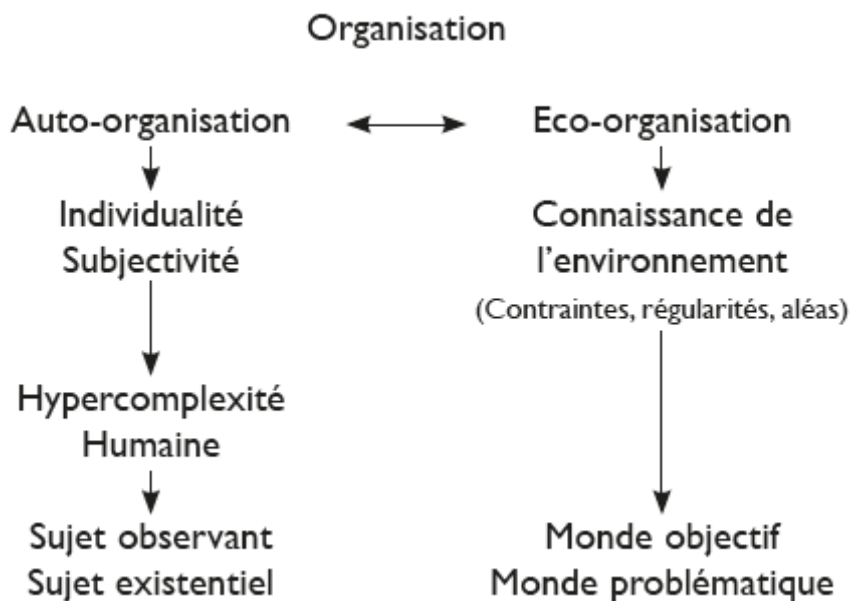 Organisation
Auto-organisation
Eco-organisation
Individualité
Subjectivité
Connaissance de
l'environnement
(Contraintes, régularités, aléas)
Hypercomplexité
Humaine
Sujet observant
Sujet existentiel
Monde objectif
Monde problématique